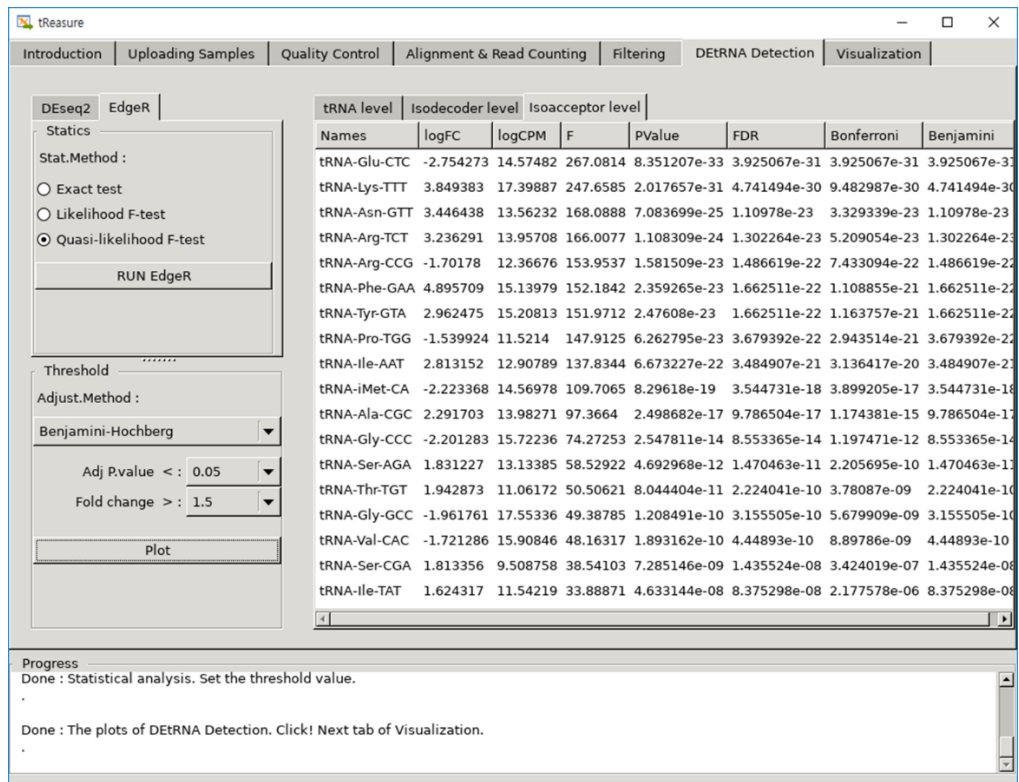 tReasure
Introduction Uploading Samples Quality Control Alignment & Read Counting Filtering DEtRNA Detection Visualization
DEseq2 EdgeR
Statics
Stat.Method :
Exact test
Likelihood F-test
Quasi-likelihood F-test
RUN EdgeR
Threshold
Adjust.Method :
Benjamini-Hochberg
Adj P.value < : 0.05
Fold change > : 1.5
Plot
tRNA level Isodecoder level Isoacceptor level
Names logFC logCPM F PValue FDR Bonferroni Benjamini
tRNA-Glu-CTC -2.754273 14.57482 267.0814 8.351207e-33 3.925067e-31 3.925067e-31 3.925067e-31
tRNA-Lys-TTT 3.849383 17.39887 247.6585 2.017657e-31 4.741494e-30 9.482987e-30 4.741494e-30
tRNA-Asn-GTT 3.446438 13.56232 168.0888 7.083699e-25 1.10978e-23 3.329339e-23 1.10978e-23
tRNA-Arg-TCT 3.236291 13.95708 166.0077 1.108309e-24 1.302264e-23 5.209054e-23 1.302264e-23
tRNA-Arg-CCG -1.70178 12.36676 153.9537 1.581509e-23 1.486619e-22 7.433094e-22 1.486619e-22
tRNA-Phe-GAA 4.895709 15.13979 152.1842 2.359265e-23 1.662511e-22 1.108855e-21 1.662511e-22
tRNA-Tyr-GTA 2.962475 15.20813 151.9712 2.47608e-23 1.662511e-22 1.163757e-21 1.662511e-22
tRNA-Pro-TGG -1.539924 11.5214 147.9125 6.262795e-23 3.679392e-22 2.943514e-21 3.679392e-22
tRNA-Ile-AAT 2.813152 12.90789 137.8344 6.673227e-22 3.484907e-21 3.136417e-20 3.484907e-21
tRNA-iMet-CA -2.223368 14.56978 109.7065 8.29618e-19 3.544731e-18 3.899205e-17 3.544731e-18
tRNA-Ala-CGC 2.291703 13.98271 97.3664 2.498682e-17 9.786504e-17 1.174381e-15 9.786504e-17
tRNA-Gly-CCC -2.201283 15.72236 74.27253 2.547811e-14 8.553365e-14 1.197471e-12 8.553365e-14
tRNA-Ser-AGA 1.831227 13.13385 58.52922 4.692968e-12 1.470463e-11 2.205695e-10 1.470463e-11
tRNA-Thr-TGT 1.942873 11.06172 50.50621 8.044404e-11 2.224041e-10 3.78087e-09 2.224041e-10
tRNA-Gly-GCC -1.961761 17.55336 49.38785 1.208491e-10 3.155505e-10 5.679909e-09 3.155505e-10
tRNA-Val-CAC -1.721286 15.90846 48.16317 1.893162e-10 4.44893e-10 8.89786e-09 4.44893e-10
tRNA-Ser-CGA 1.813356 9.508758 38.54103 7.285146e-09 1.435524e-08 3.424019e-07 1.435524e-08
tRNA-Ile-TAT 1.624317 11.54219 33.88871 4.633144e-08 8.375298e-08 2.177578e-06 8.375298e-08
Progress
Done : Statistical analysis. Set the threshold value.
.
Done : The plots of DEtRNA Detection. Click! Next tab of Visualization.
.